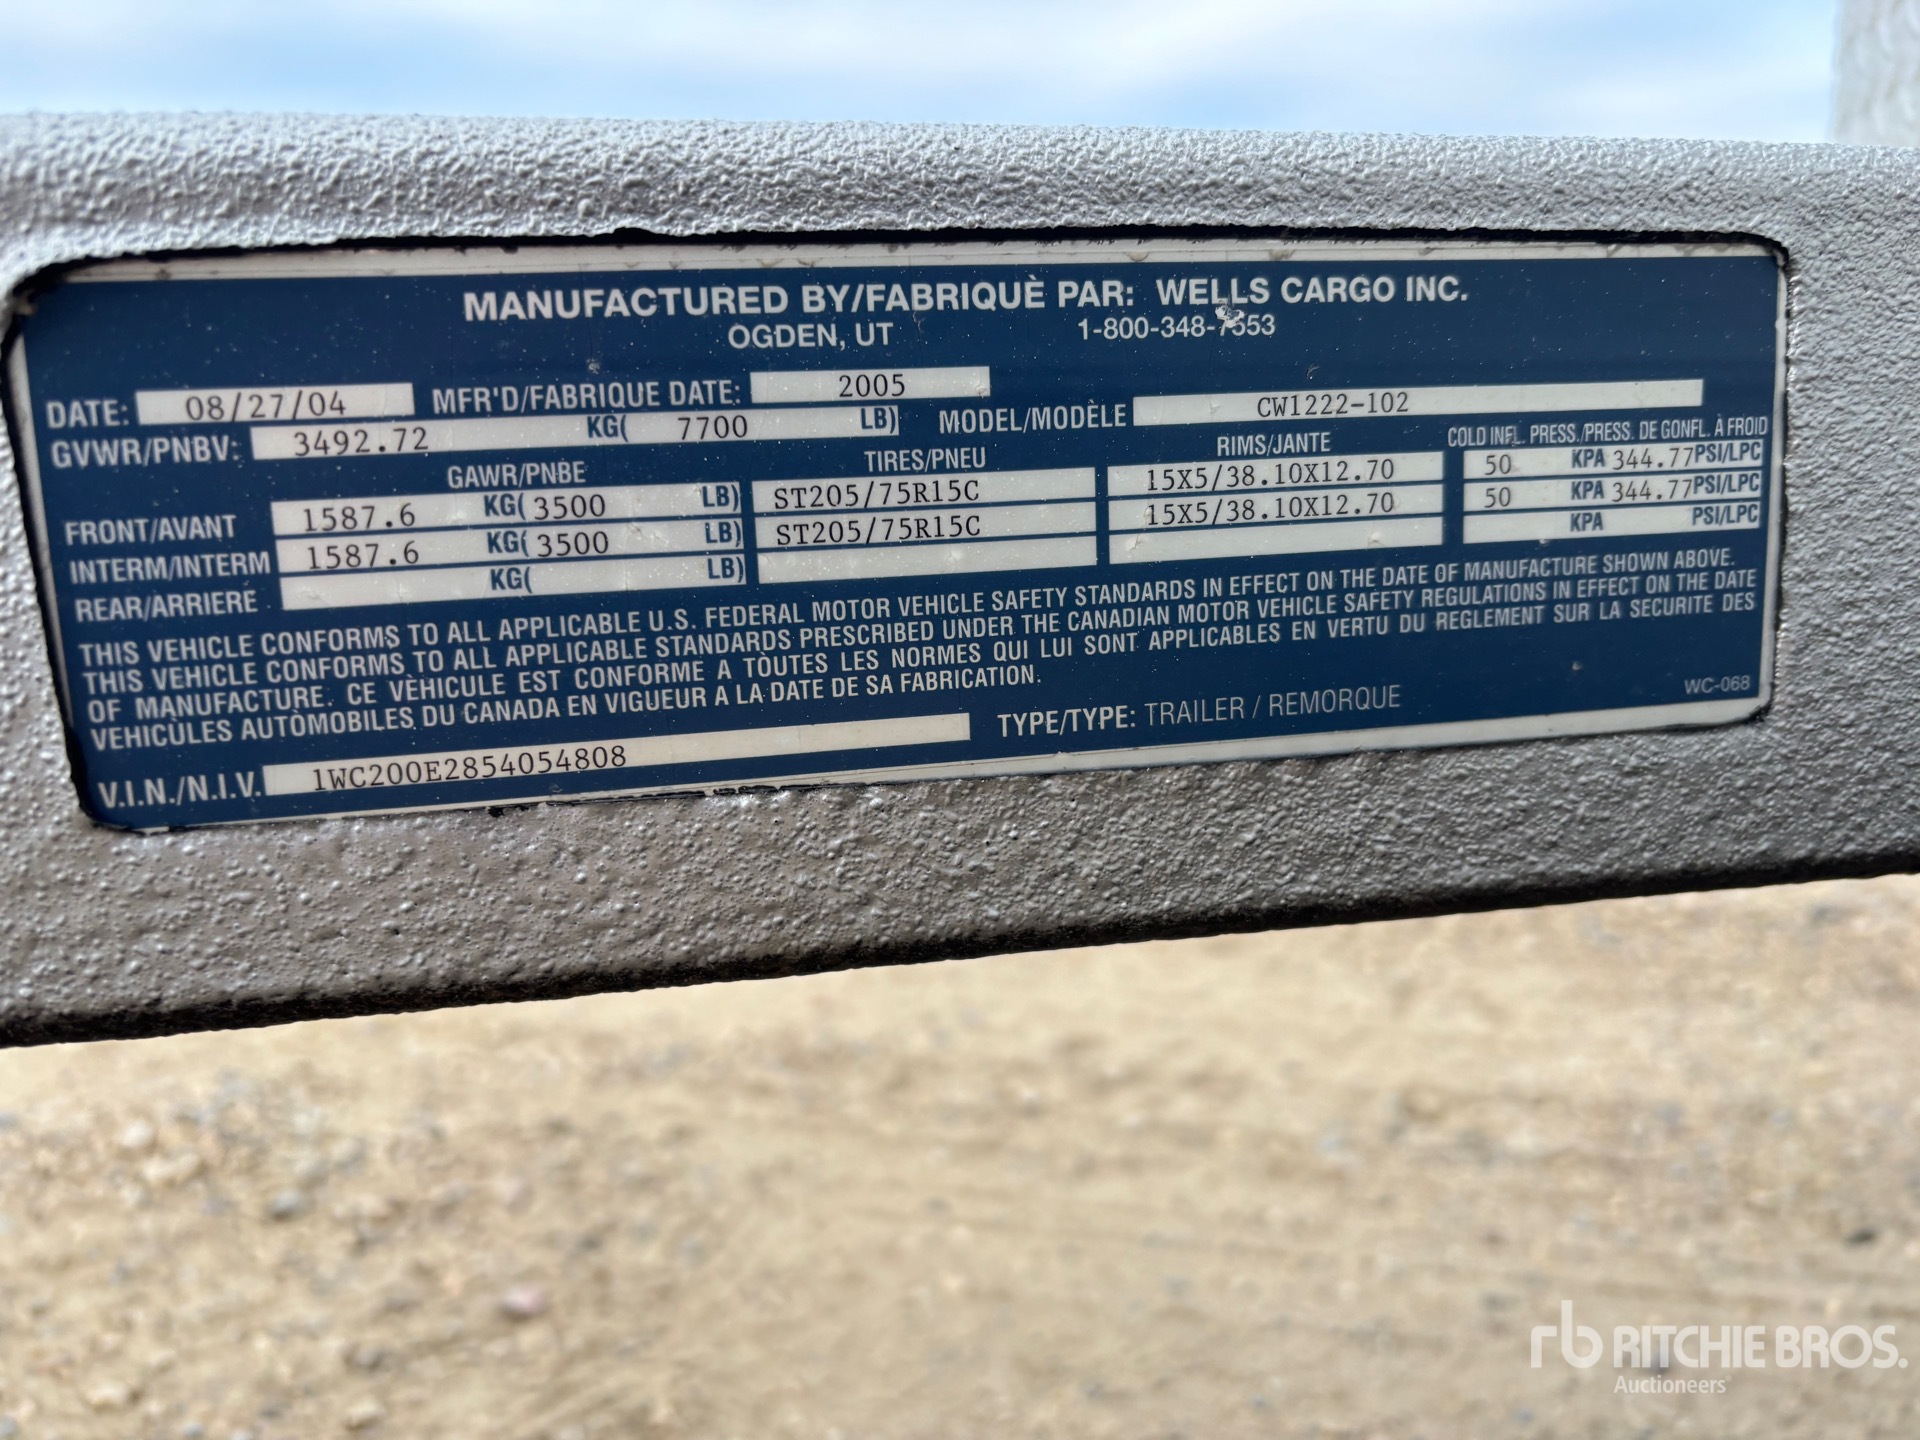 MANUFACTURED BY/FABRIQUÈ PAR: WELLS CARGO INC.
OGDEN, UT 1-800-348-7553
DATE: 08/27/04 MFR'D/FABRIQUE DATE: 2005
GVWR/PNBV: 3492.72 KG( 7700 LB) MODEL/MODÈLE CW1222-102
GAWR/PNBE TIRES/PNEU RIMS/JANTE COLD INFL. PRESS./PRESS. DE GONFL. À FROID
FRONT/AVANT 1587.6 KG( 3500 LB) ST205/75R15C 15X5/38.10X12.70 50 KPA 344.77 PSI/LPC
INTERM/INTERM 1587.6 KG( 3500 LB) ST205/75R15C 15X5/38.10X12.70 50 KPA 344.77 PSI/LPC
REAR/ARRIERE KG( LB) KPA PSI/LPC
THIS VEHICLE CONFORMS TO ALL APPLICABLE U.S. FEDERAL MOTOR VEHICLE SAFETY STANDARDS IN EFFECT ON THE DATE OF MANUFACTURE SHOWN ABOVE.
THIS VEHICLE CONFORMS TO ALL APPLICABLE STANDARDS PRESCRIBED UNDER THE CANADIAN MOTOR VEHICLE SAFETY REGULATIONS IN EFFECT ON THE DATE
OF MANUFACTURE. CE VÈHICULE EST CONFORME A TÒUTES LES NORMES QUI LUI SONT APPLICABLES EN VERTU DU REGLEMENT SUR LA SECURITE DES
VEHICÙLES AUTÒMOBILES DU CANADA EN VIGUEUR A LA DATE DE SA FABRICATION.
WC-068
V.I.N./N.I.V. 1WC200E2854054808 TYPE/TYPE: TRAILER / REMORQUE
rb RITCHIE BROS.
Auctioneers